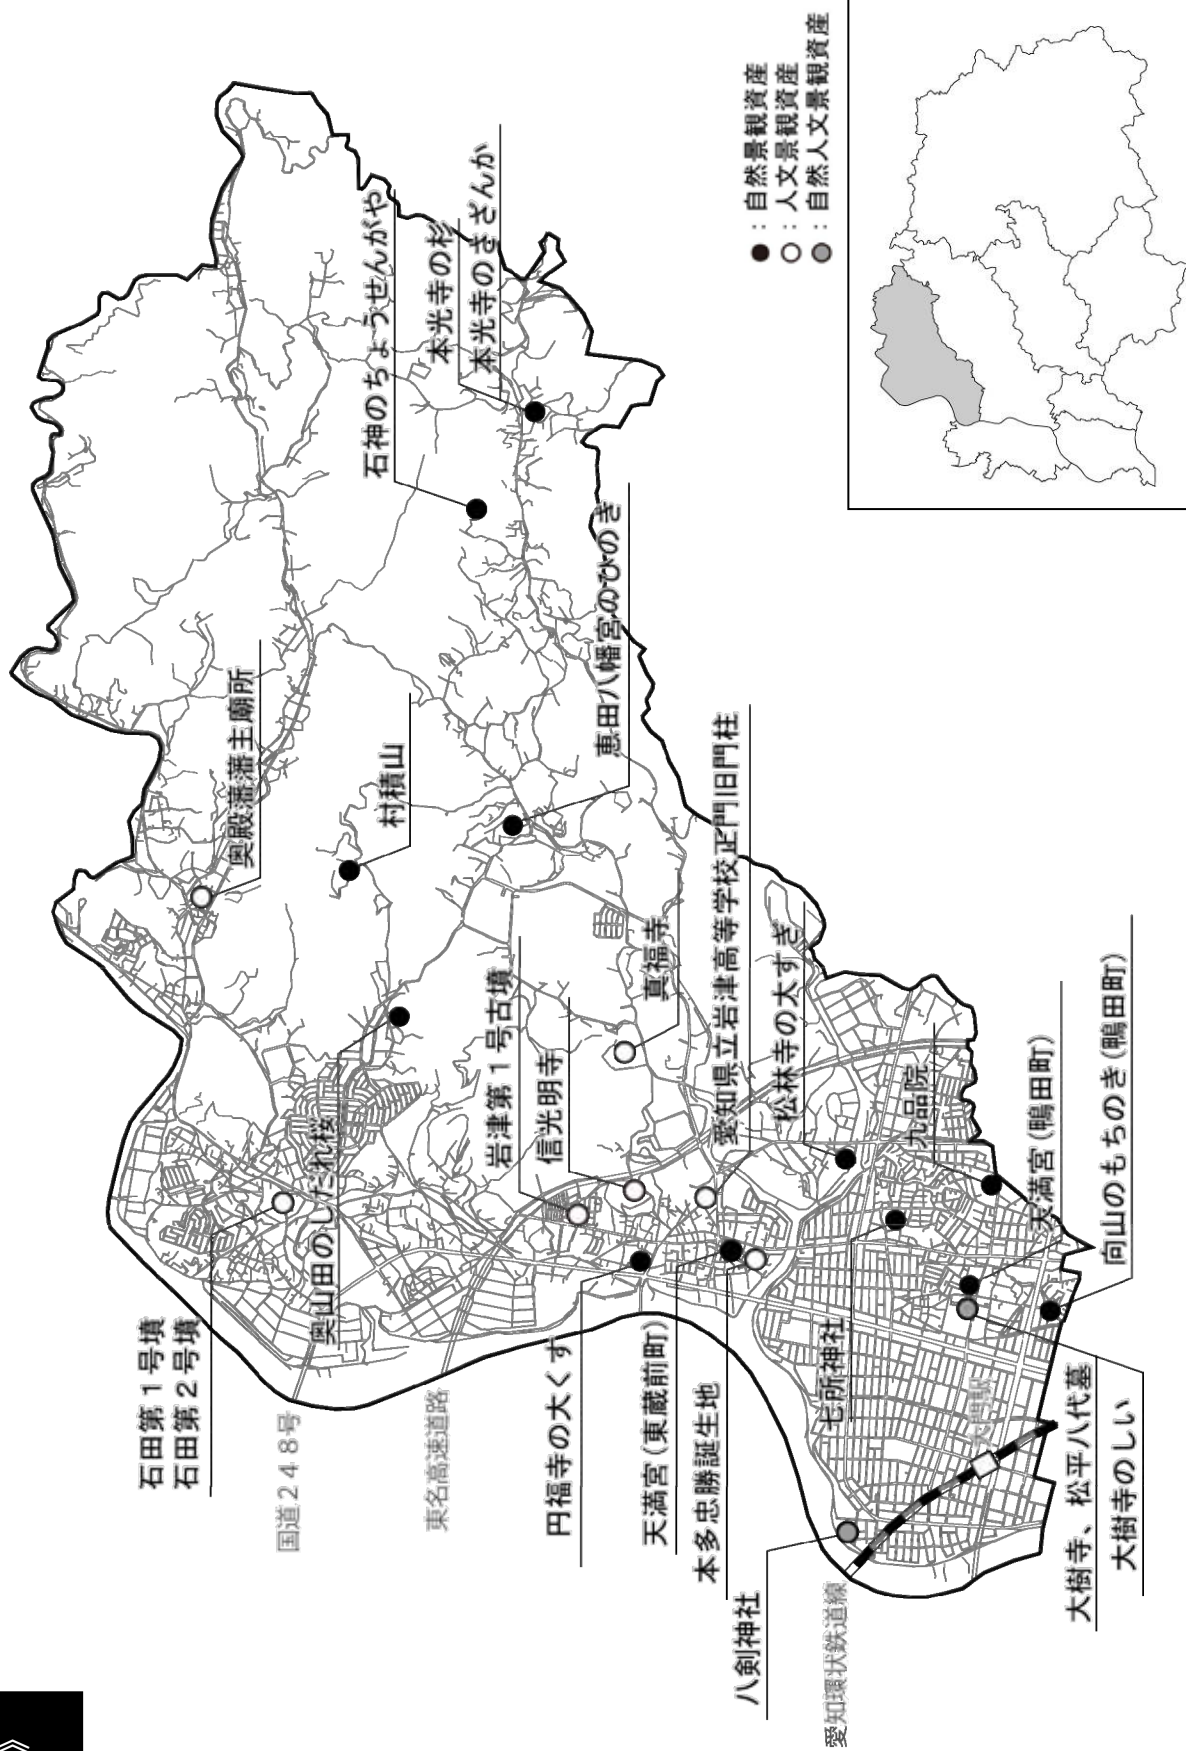 》
石田第１号墳
石田第２号墳
国道２４８号
奥山田のしだれ桜
東名高速道路
円福寺の大くす
天満宮（東蔵前町）
本多忠勝誕生地
八剣神社
愛知環状鉄道線
七所神社
大門駅
大樹寺、松平八代墓
大樹寺のしい
岩津第１号古墳
信光明寺
真福寺
愛知県立岩津高等学校正門旧門柱
松林寺の大すぎ
九品院
天満宮（鴨田町）
向山のもちのき（鴨田町）
奥殿藩藩主廟所
村積山
恵田八幡宮のひのき
石神のちょうせんがや
本光寺の杉
本光寺のさざんか
●：自然景観資産
○：人文景観資産
●：自然人文景観資産